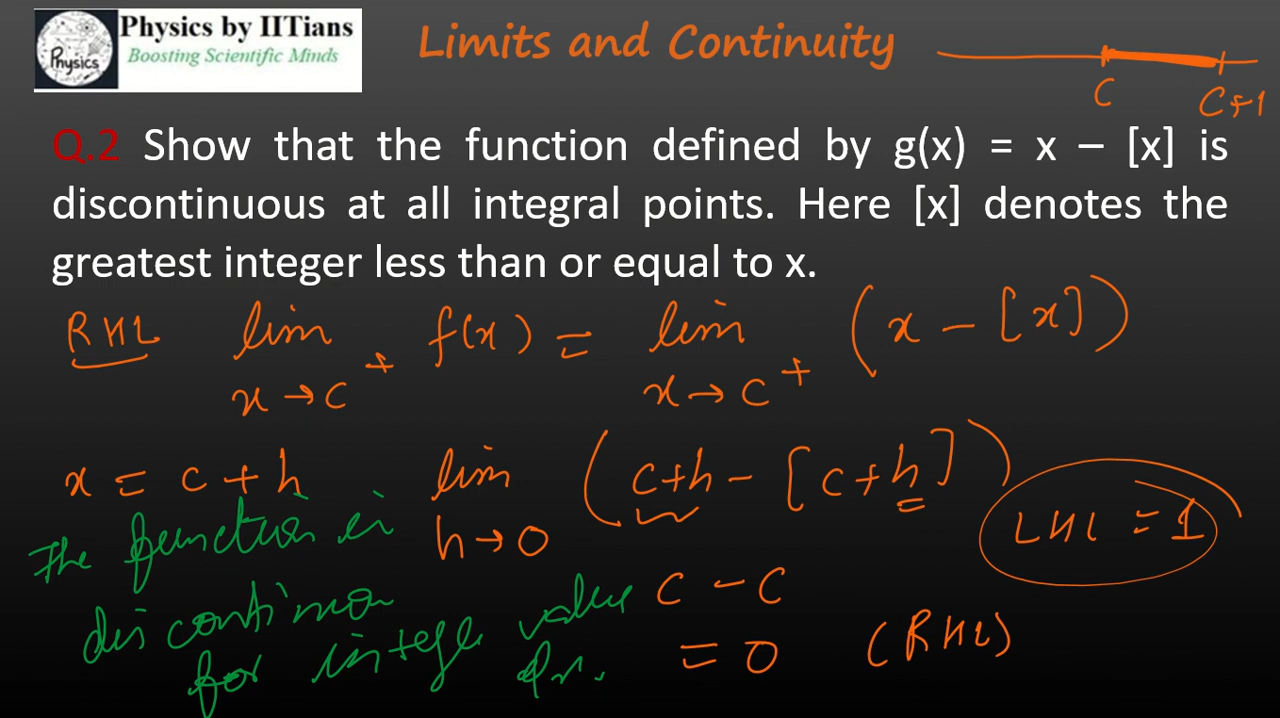 Physics by IITians
Boosting Scientific Minds
Physics
Limits and Continuity
C C+1
Q.2 Show that the function defined by g(x) = x – [x] is
discontinuous at all integral points. Here [x] denotes the
greatest integer less than or equal to x.
RHL lim x→c⁺ f(x) = lim x→c⁺ (x – [x])
x = c + h lim h→0 (c+h – [c+h])
LHL = 1
c – c
= 0 (RHL)
The function is
for value